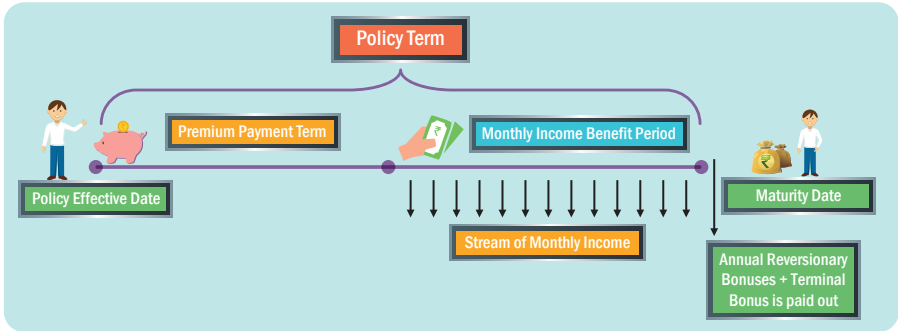 Policy Term
Premium Payment Term
₹
Monthly Income Benefit Period
₹
Policy Effective Date
Maturity Date
Stream of Monthly Income
Annual Reversionary
Bonuses + Terminal
Bonus is paid out